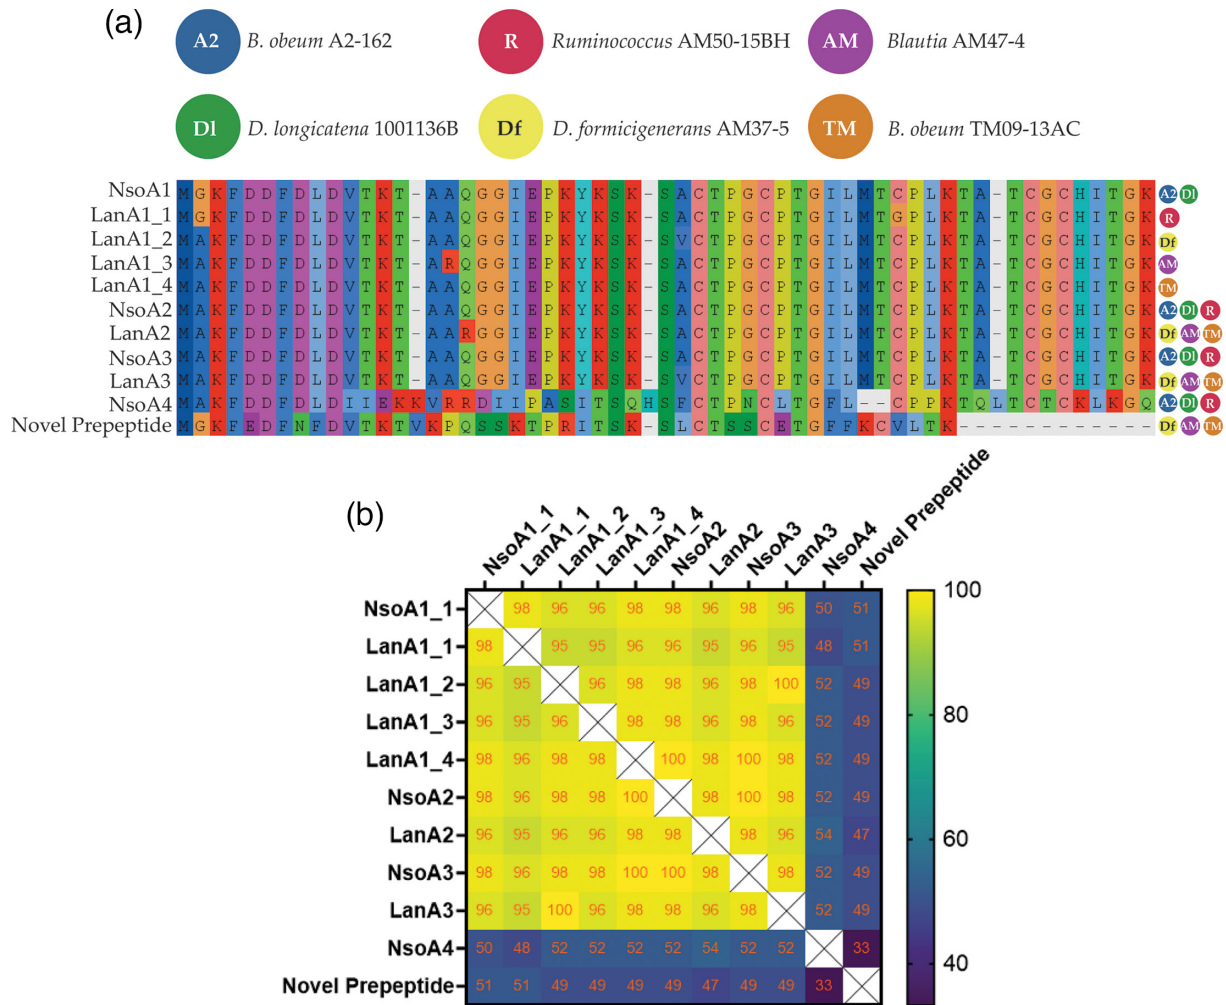 (a)
A2 B. obeum A2-162 R Ruminococcus AM50-15BH AM Blautia AM47-4
Dl D. longicatena 1001136B Df D. formicigenerans AM37-5 TM B. obeum TM09-13AC
NsoA1 MGKFDDFDLDVTKT-AAQGGIEPKYKSK-SACTPGCPTGILMTCPLKTA-TCGCHITGK A2 Dl
LanA1_1 MGKFDDFDLDVTKT-AAQGGIEPKYKSK-SACTPGCPTGILMTGPLKTA-TCGCHITGK R
LanA1_2 MAKFDDFDLDVTKT-AAQGGIEPKYKSK-SVCTPGCPTGILMTCPLKTA-TCGCHITGK Df
LanA1_3 MAKFDDFDLDVTKT-ARQGGIEPKYKSK-SACTPGCPTGILMTCPLKTA-TCGCHITGK AM
LanA1_4 MAKFDDFDLDVTKT-AAQGGIEPKYKSK-SACTPGCPTGILMTCPLKTA-TCGCHITGK TM
NsoA2 MAKFDDFDLDVTKT-AAQGGIEPKYKSK-SACTPGCPTGILMTCPLKTA-TCGCHITGK A2 Dl R
LanA2 MAKFDDFDLDVTKT-AARGGIEPKYKSK-SACTPGCPTGILMTCPLKTA-TCGCHITGK Df AM TM
NsoA3 MAKFDDFDLDVTKT-AAQGGIEPKYKSK-SACTPGCPTGILMTCPLKTA-TCGCHITGK A2 Dl R
LanA3 MAKFDDFDLDVTKT-AAQGGIEPKYKSK-SVCTPGCPTGILMTCPLKTA-TCGCHITGK Df AM TM
NsoA4 MAKFDDFDLDIIEKKVRRDIIPASITSQHSFCTPNCLTGFL--CPPKTQLTCTCKLKGQ A2 Dl R
Novel Prepeptide MGKFEDFNFDVTKTVKPQSSKTPRITSK-SLCTSSCETGFFKCVLTK------------ Df AM TM
(b)
NsoA1_1 LanA1_1 LanA1_2 LanA1_3 LanA1_4 NsoA2 LanA2 NsoA3 LanA3 NsoA4 Novel Prepeptide
NsoA1_1 98 96 96 98 98 96 98 96 50 51
LanA1_1 98 95 95 96 96 95 96 95 48 51
LanA1_2 96 95 96 98 98 96 98 100 52 49
LanA1_3 96 95 96 98 98 96 98 96 52 49
LanA1_4 98 96 98 98 100 98 100 98 52 49
NsoA2 98 96 98 98 100 98 100 98 52 49
LanA2 96 95 96 96 98 98 98 96 54 47
NsoA3 98 96 98 98 100 100 98 98 52 49
LanA3 96 95 100 96 98 98 96 98 52 49
NsoA4 50 48 52 52 52 52 54 52 52 33
Novel Prepeptide 51 51 49 49 49 49 47 49 49 33
100
80
60
40